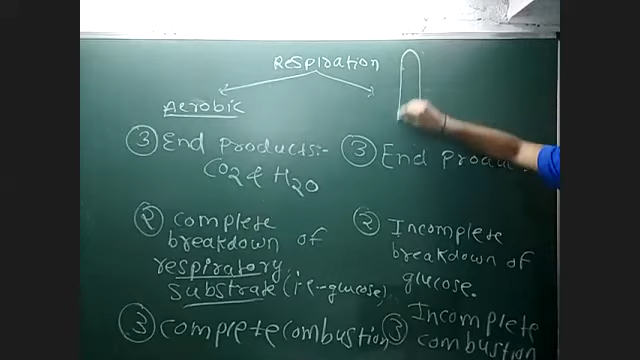 Respiration
Aerobic
③ End products:-
CO2 & H2O
③ End product
② Complete
breakdown of
respiratory
substrate (i.e-glucose)
② Incomplete
breakdown of
glucose.
③ Complete combustion
③ Incomplete
combustion